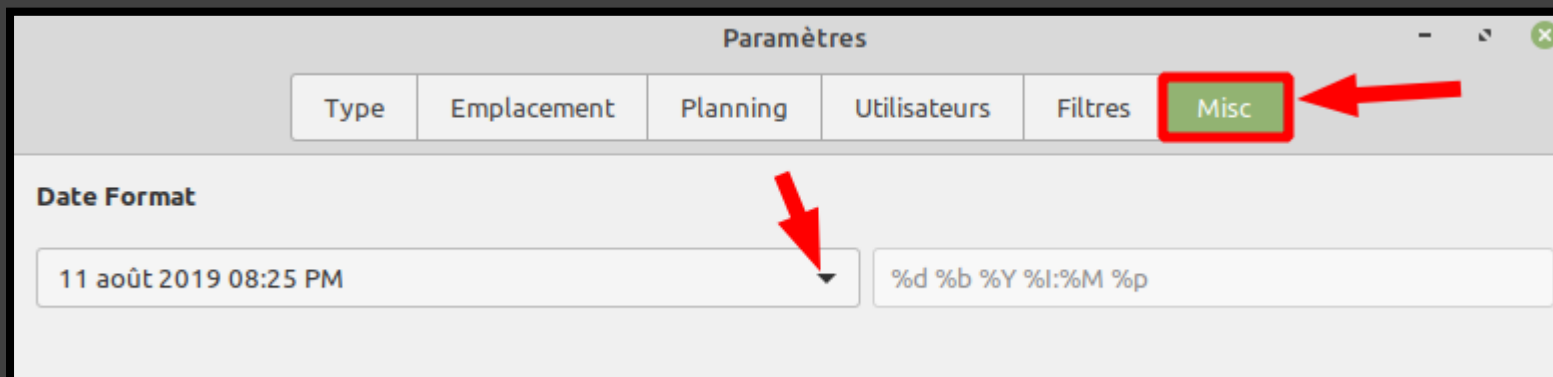 Paramètres
Type Emplacement Planning Utilisateurs Filtres Misc
Date Format
11 août 2019 08:25 PM %d %b %Y %I:%M %p